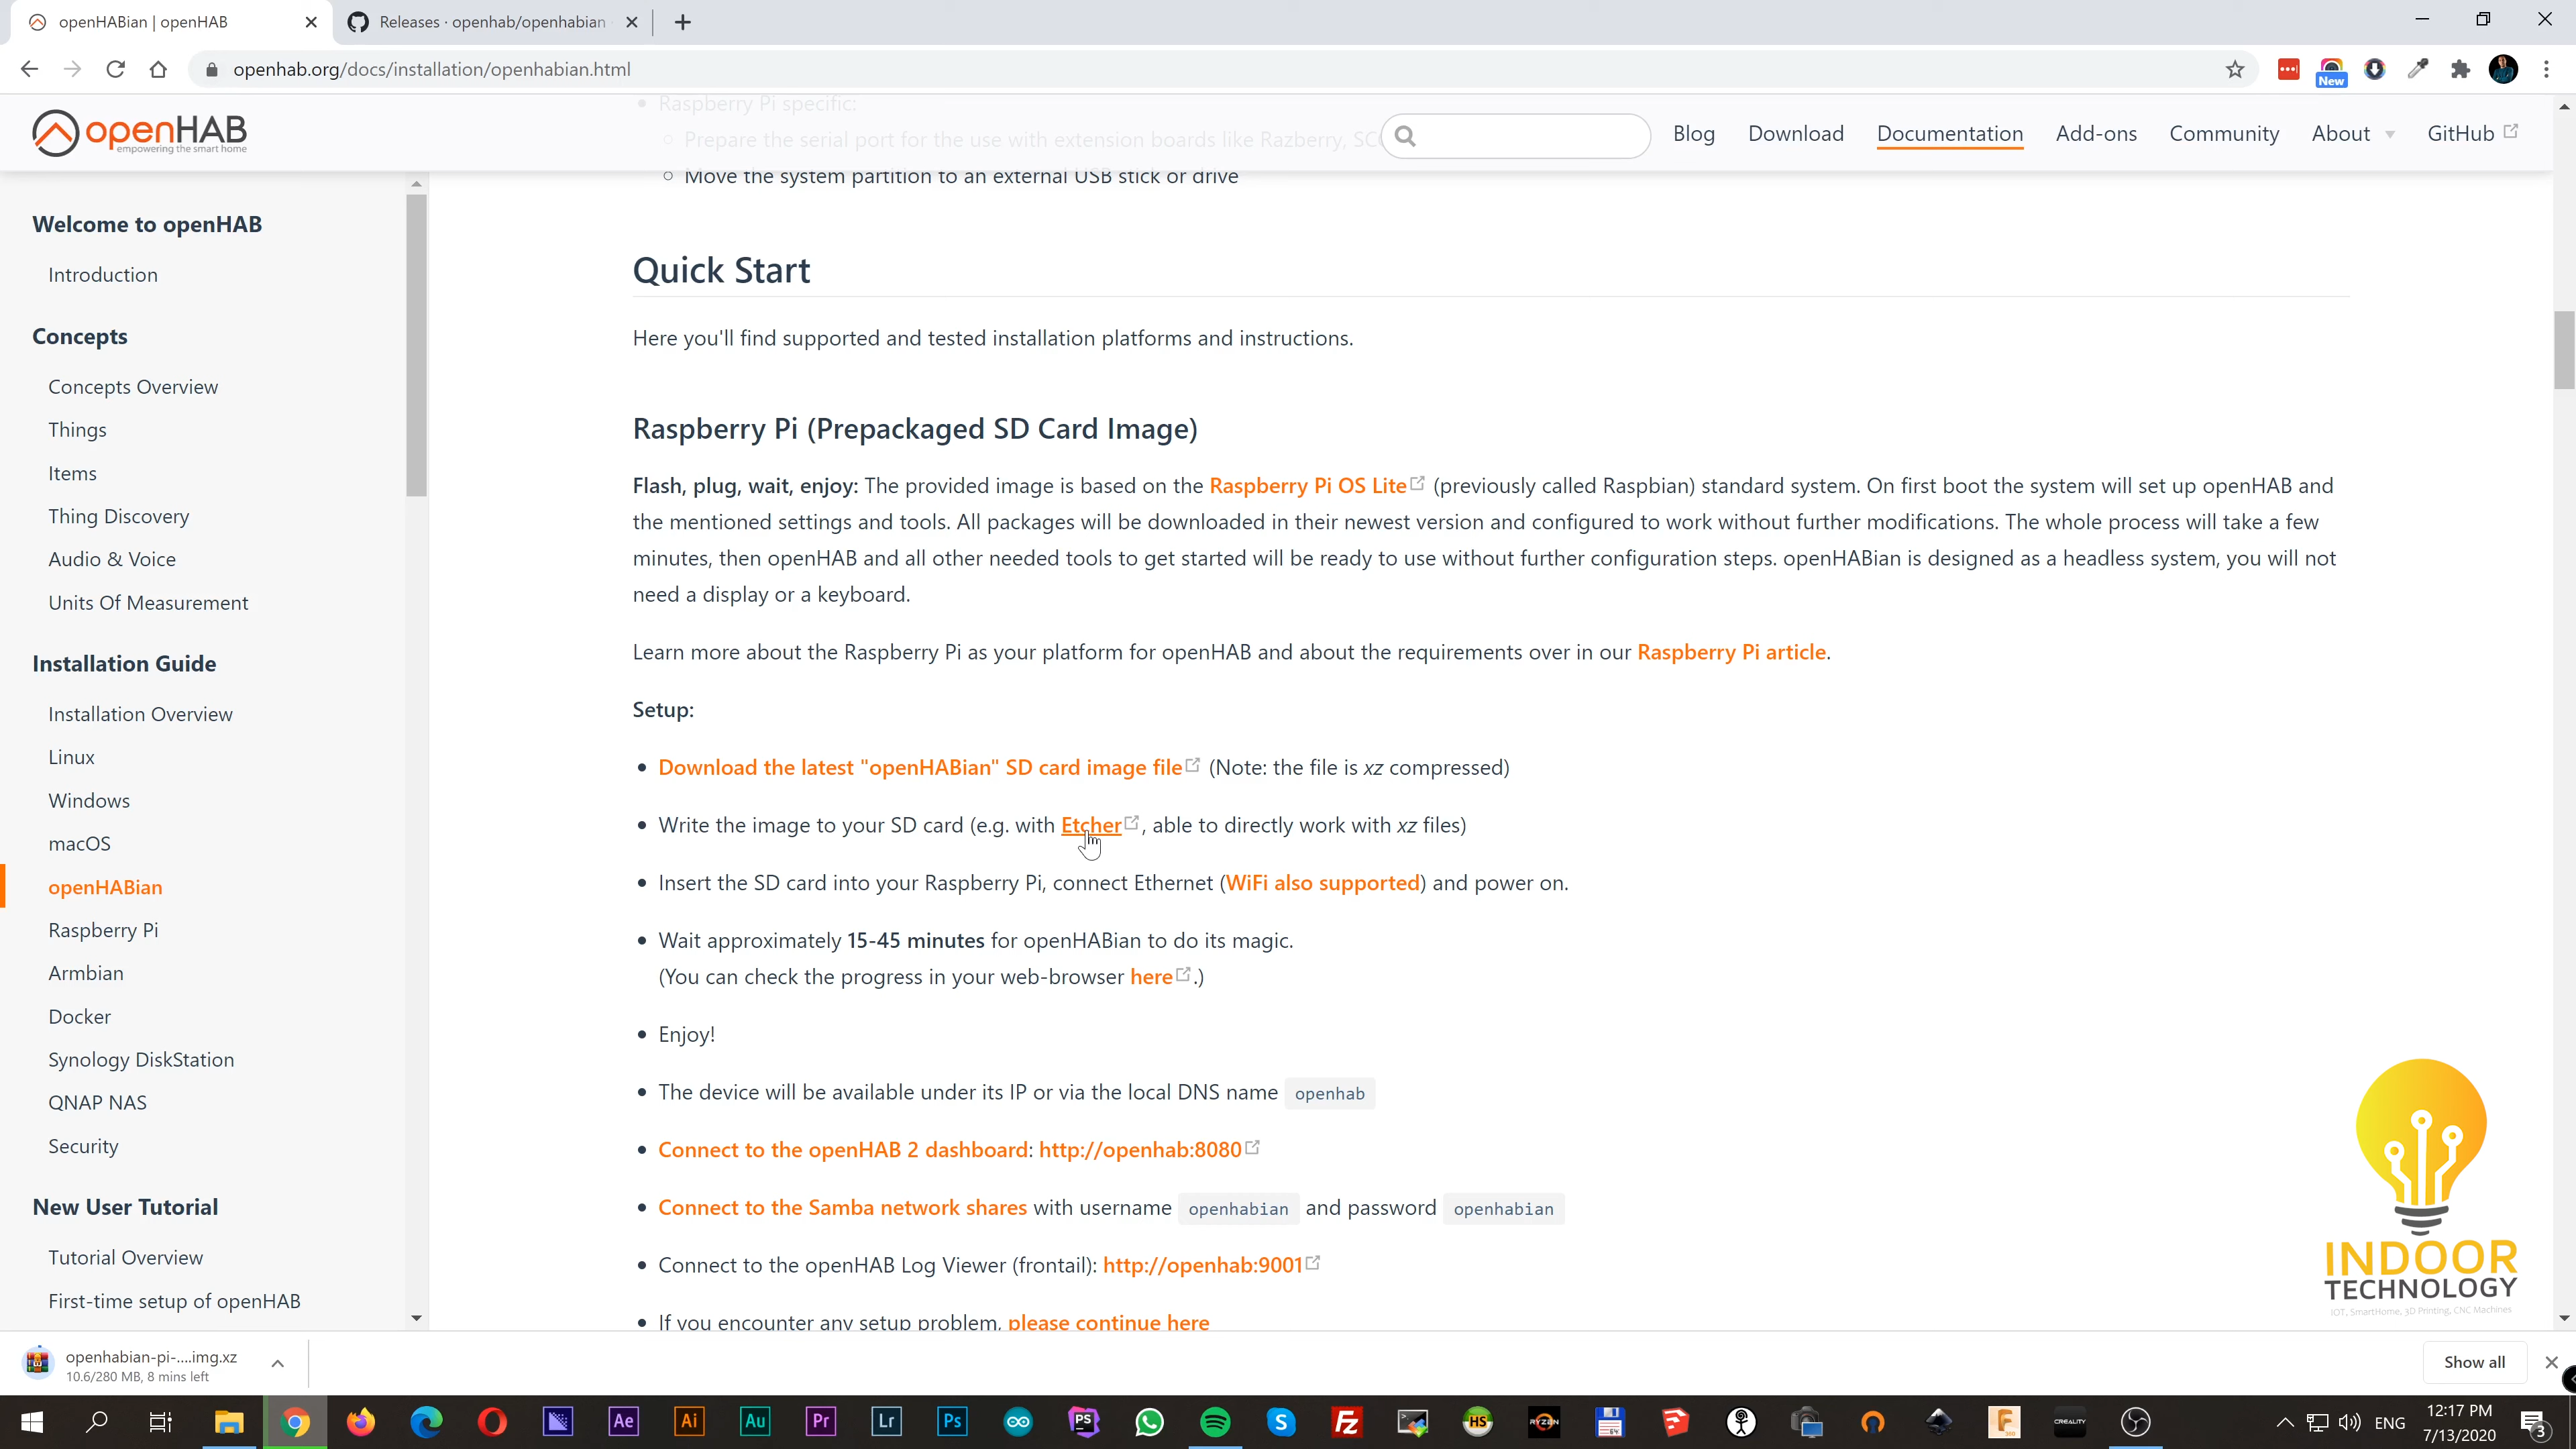 openHABian | openHAB
Releases · openhab/openhabian
openhab.org/docs/installation/openhabian.html
New
openHAB
empowering the smart home
Blog
Download
Documentation
Add-ons
Community
About
GitHub
Raspberry Pi specific:
Prepare the serial port for the use with extension boards like Razberry, SC
Move the system partition to an external USB stick or drive
Welcome to openHAB
Introduction
Concepts
Concepts Overview
Things
Items
Thing Discovery
Audio & Voice
Units Of Measurement
Installation Guide
Installation Overview
Linux
Windows
macOS
openHABian
Raspberry Pi
Armbian
Docker
Synology DiskStation
QNAP NAS
Security
New User Tutorial
Tutorial Overview
First-time setup of openHAB
Quick Start
Here you'll find supported and tested installation platforms and instructions.
Raspberry Pi (Prepackaged SD Card Image)
Flash, plug, wait, enjoy: The provided image is based on the Raspberry Pi OS Lite (previously called Raspbian) standard system. On first boot the system will set up openHAB and
the mentioned settings and tools. All packages will be downloaded in their newest version and configured to work without further modifications. The whole process will take a few
minutes, then openHAB and all other needed tools to get started will be ready to use without further configuration steps. openHABian is designed as a headless system, you will not
need a display or a keyboard.
Learn more about the Raspberry Pi as your platform for openHAB and about the requirements over in our Raspberry Pi article.
Setup:
Download the latest "openHABian" SD card image file (Note: the file is xz compressed)
Write the image to your SD card (e.g. with Etcher, able to directly work with xz files)
Insert the SD card into your Raspberry Pi, connect Ethernet (WiFi also supported) and power on.
Wait approximately 15-45 minutes for openHABian to do its magic.
(You can check the progress in your web-browser here.)
Enjoy!
The device will be available under its IP or via the local DNS name openhab
Connect to the openHAB 2 dashboard: http://openhab:8080
Connect to the Samba network shares with username openhabian and password openhabian
Connect to the openHAB Log Viewer (frontail): http://openhab:9001
If you encounter any setup problem, please continue here
INDOOR
TECHNOLOGY
IOT, SmartHome, 3D Printing, CNC Machines
openhabian-pi-....img.xz
10.6/280 MB, 8 mins left
Show all
Ae
Ai
Au
Pr
Lr
Ps
PS
S
Fz
HS
RYZEN
F
CREALITY
ENG
12:17 PM
7/13/2020
3